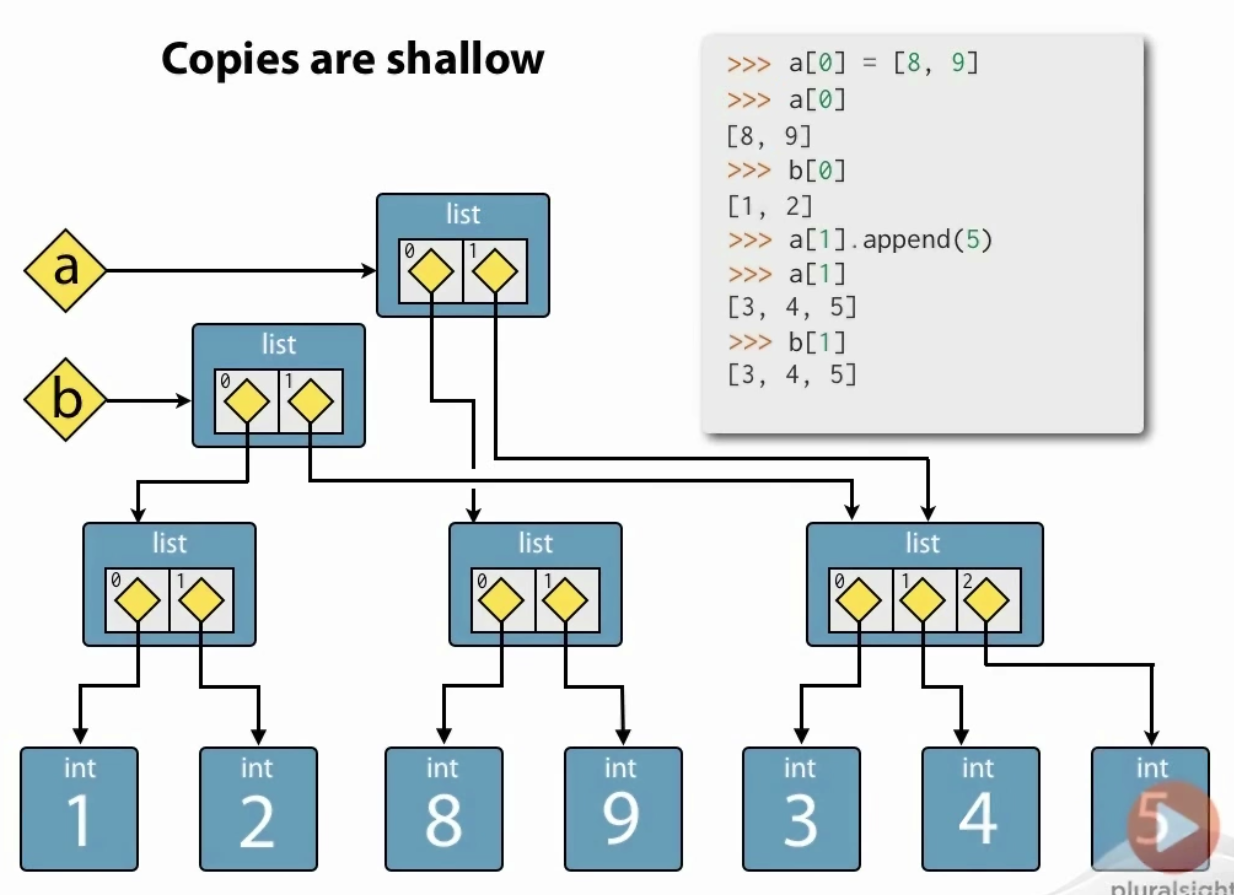 Copies are shallow
>>> a[0] = [8, 9]
>>> a[0]
[8, 9]
>>> b[0]
[1, 2]
>>> a[1].append(5)
>>> a[1]
[3, 4, 5]
>>> b[1]
[3, 4, 5]
list
0 1
a
list
0 1
b
list list list
0 1 0 1 0 1 2
int int int int int int int
1 2 8 9 3 4 5
pluralsight